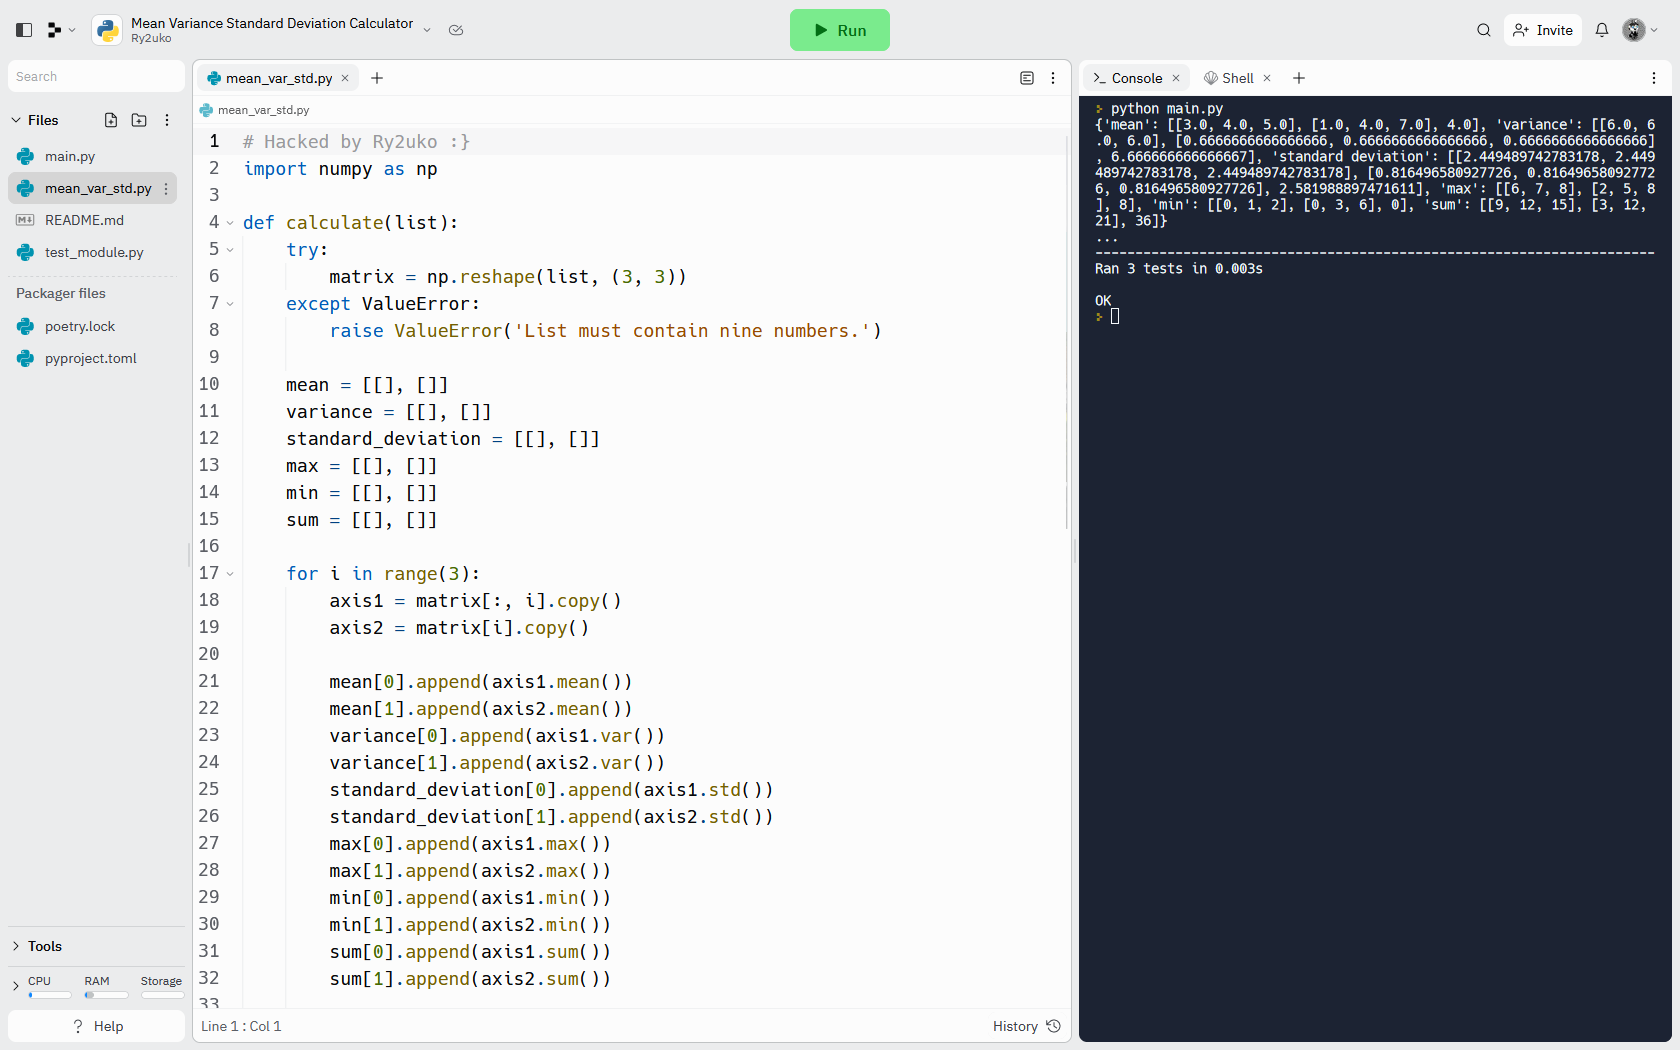 Mean Variance Standard Deviation Calculator
Ry2uko
Run
Invite
Search
Files
main.py
mean_var_std.py
README.md
test_module.py
Packager files
poetry.lock
pyproject.toml
Tools
CPU RAM Storage
? Help
mean_var_std.py
mean_var_std.py
1 # Hacked by Ry2uko :}
2 import numpy as np
3
4 def calculate(list):
5     try:
6         matrix = np.reshape(list, (3, 3))
7     except ValueError:
8         raise ValueError('List must contain nine numbers.')
9
10     mean = [[], []]
11     variance = [[], []]
12     standard_deviation = [[], []]
13     max = [[], []]
14     min = [[], []]
15     sum = [[], []]
16
17     for i in range(3):
18         axis1 = matrix[:, i].copy()
19         axis2 = matrix[i].copy()
20
21         mean[0].append(axis1.mean())
22         mean[1].append(axis2.mean())
23         variance[0].append(axis1.var())
24         variance[1].append(axis2.var())
25         standard_deviation[0].append(axis1.std())
26         standard_deviation[1].append(axis2.std())
27         max[0].append(axis1.max())
28         max[1].append(axis2.max())
29         min[0].append(axis1.min())
30         min[1].append(axis2.min())
31         sum[0].append(axis1.sum())
32         sum[1].append(axis2.sum())
33
Line 1 : Col 1
History
Console
Shell
python main.py
{'mean': [[3.0, 4.0, 5.0], [1.0, 4.0, 7.0], 4.0], 'variance': [[6.0, 6
.0, 6.0], [0.6666666666666666, 0.6666666666666666, 0.6666666666666666]
, 6.666666666666667], 'standard deviation': [[2.449489742783178, 2.449
489742783178, 2.449489742783178], [0.816496580927726, 0.81649658092772
6, 0.816496580927726], 2.581988897471611], 'max': [[6, 7, 8], [2, 5, 8
], 8], 'min': [[0, 1, 2], [0, 3, 6], 0], 'sum': [[9, 12, 15], [3, 12,
21], 36]}
...
----------------------------------------------------------------------
Ran 3 tests in 0.003s
OK